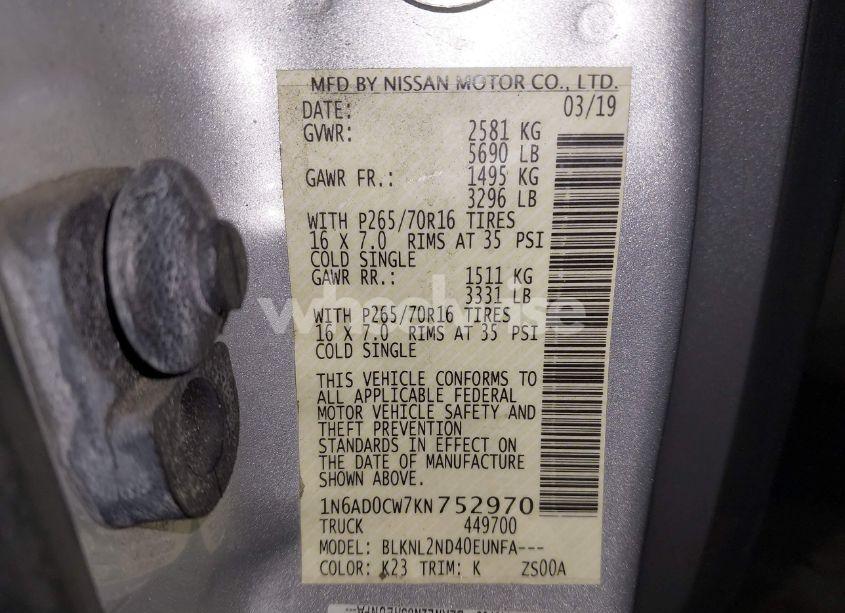 MFD BY NISSAN MOTOR CO., LTD.
DATE: 03/19
GVWR: 2581 KG
5690 LB
GAWR FR.: 1495 KG
3296 LB
WITH P265/70R16 TIRES
16 X 7.0 RIMS AT 35 PSI
COLD SINGLE
GAWR RR.: 1511 KG
3331 LB
WITH P265/70R16 TIRES
16 X 7.0 RIMS AT 35 PSI
COLD SINGLE
THIS VEHICLE CONFORMS TO
ALL APPLICABLE FEDERAL
MOTOR VEHICLE SAFETY AND
THEFT PREVENTION
STANDARDS IN EFFECT ON
THE DATE OF MANUFACTURE
SHOWN ABOVE.
1N6AD0CW7KN752970
TRUCK 449700
MODEL: BLKNL2ND40EUNFA---
COLOR: K23 TRIM: K ZS00A